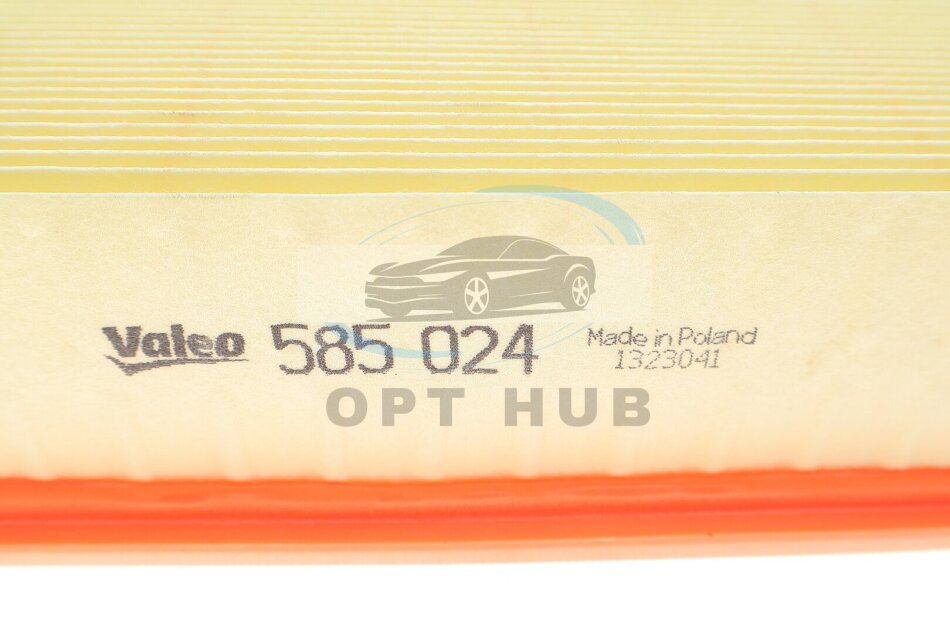 Valeo 585 024 Made in Poland
1323041
OPT HUB